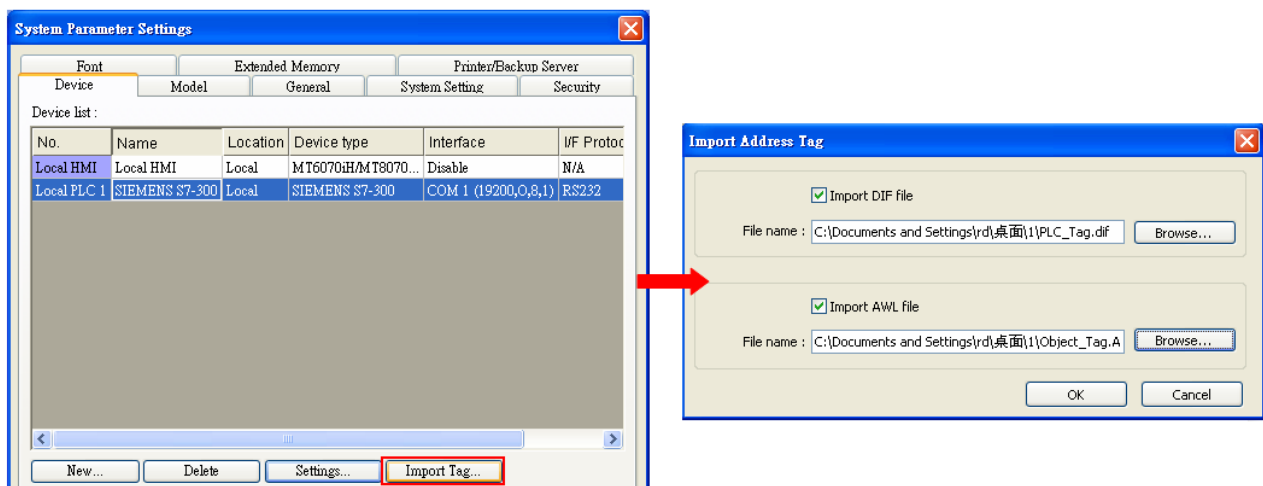 System Parameter Settings
Font Extended Memory Printer/Backup Server
Device Model General System Setting Security
Device list :
No. Name Location Device type Interface I/F Protoc
Local HMI Local HMI Local MT6070iH/MT8070... Disable N/A
Local PLC 1 SIEMENS S7-300 Local SIEMENS S7-300 COM 1 (19200,O,8,1) RS232
New... Delete Settings... Import Tag...
Import Address Tag
Import DIF file
File name : C:\Documents and Settings\rd\桌面\1\PLC_Tag.dif Browse...
Import AWL file
File name : C:\Documents and Settings\rd\桌面\1\Object_Tag.A Browse...
OK Cancel